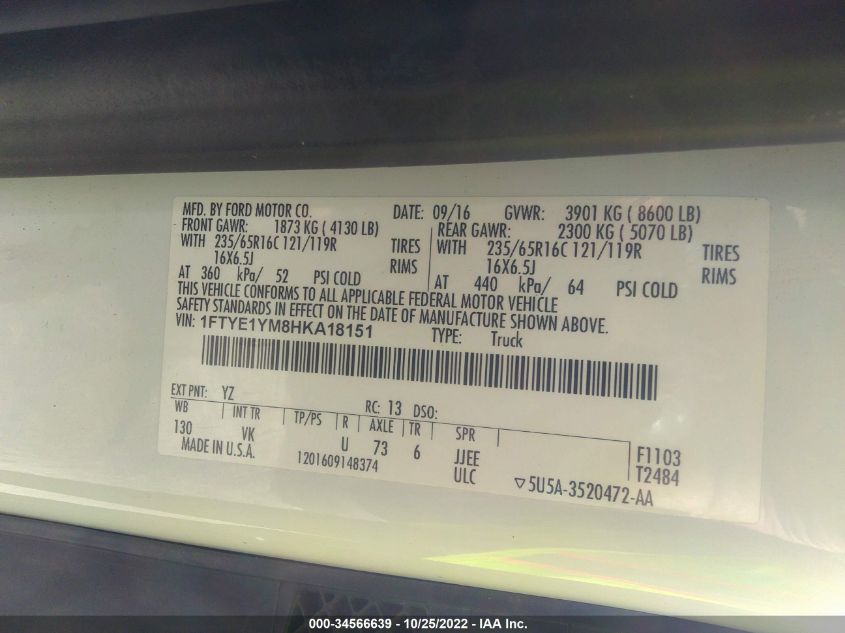 MFD. BY FORD MOTOR CO. DATE: 09/16 GVWR: 3901 KG ( 8600 LB)
FRONT GAWR: 1873 KG ( 4130 LB) REAR GAWR: 2300 KG ( 5070 LB)
WITH 235/65R16C 121/119R TIRES WITH 235/65R16C 121/119R TIRES
16X6.5J RIMS 16X6.5J RIMS
AT 360 kPa/ 52 PSI COLD AT 440 kPa/ 64 PSI COLD
THIS VEHICLE CONFORMS TO ALL APPLICABLE FEDERAL MOTOR VEHICLE
SAFETY STANDARDS IN EFFECT ON THE DATE OF MANUFACTURE SHOWN ABOVE.
VIN: 1FTYE1YM8HKA18151 TYPE: Truck
EXT PNT: YZ RC: 13 DSO:
WB INT TR TP/PS R AXLE TR SPR
130 VK U 73 6 JJEE F1103
MADE IN U.S.A. 1201609148374 ULC T2484
▽5U5A-3520472-AA
000-34566639 - 10/25/2022 - IAA Inc.